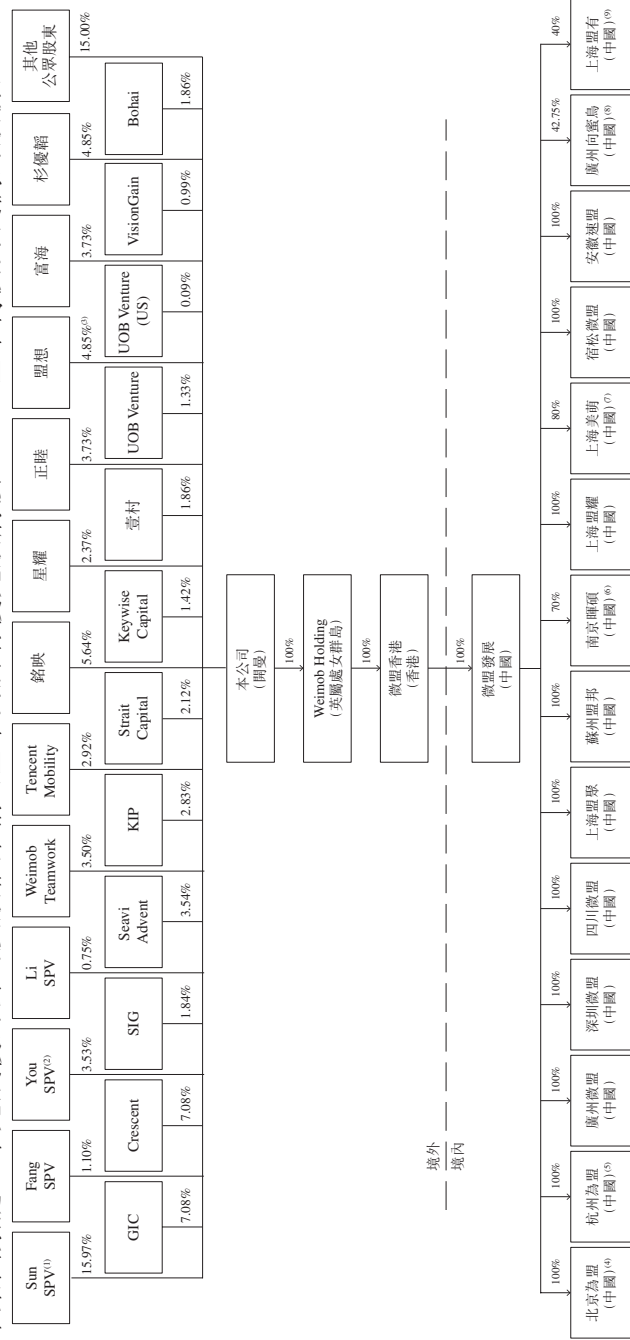 Sun
SPV(1)
Fang
SPV
You
SPV(2)
Li
SPV
Weimob
Teamwork
Tencent
Mobility
銘映
星耀
正睦
盟想
富海
杉優韜
其他
公眾股東
15.97%
1.10%
3.53%
0.75%
3.50%
2.92%
5.64%
2.37%
3.73%
4.85%(3)
3.73%
4.85%
15.00%
GIC
Crescent
SIG
Seavi
Advent
KIP
Strait
Capital
Keywise
Capital
壹村
UOB Venture
UOB Venture
(US)
VisionGain
Bohai
7.08%
7.08%
1.84%
3.54%
2.83%
2.12%
1.42%
1.86%
1.33%
0.09%
0.99%
1.86%
本公司
(開曼)
100%
Weimob Holding
(英屬處女群島)
100%
微盟香港
(香港)
境外
境內
100%
微盟發展
(中國)
100%
100%
100%
100%
100%
100%
100%
70%
100%
80%
100%
100%
42.75%
40%
北京為盟
(中國)(4)
杭州為盟
(中國)(5)
廣州微盟
(中國)
深圳微盟
(中國)
四川微盟
(中國)
上海盟聚
(中國)
蘇州盟邦
(中國)
南京暉碩
(中國)(6)
上海盟耀
(中國)
上海美萌
(中國)(7)
宿松微盟
(中國)
安徽速盟
(中國)
廣州向蜜鳥
(中國)(8)
上海盟有
(中國)(9)